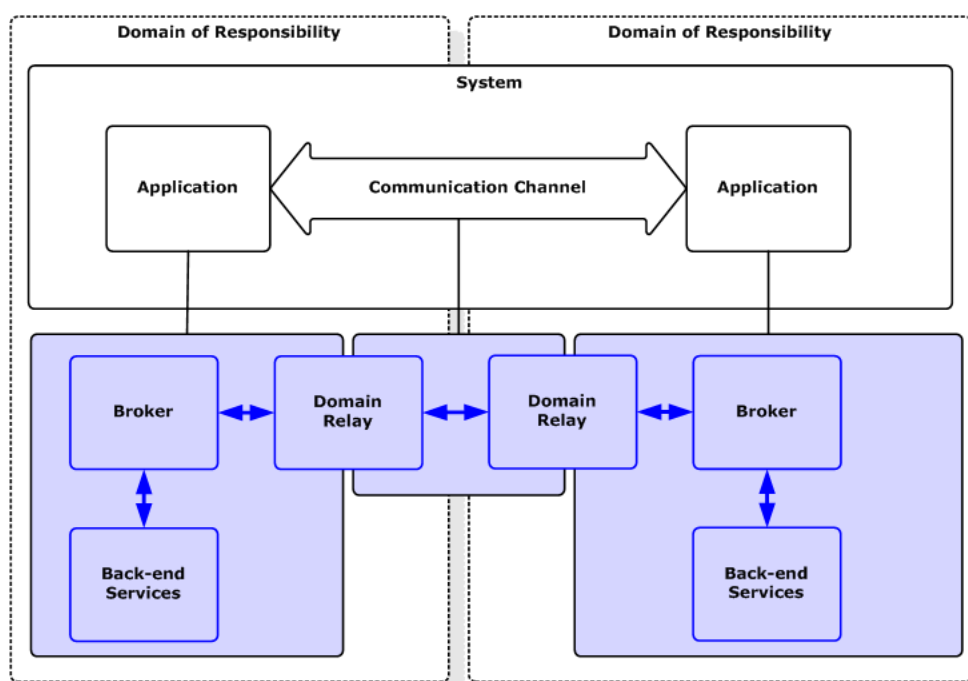 Domain of Responsibility
Domain of Responsibility
System
Application
Communication Channel
Application
Broker
Domain
Relay
Domain
Relay
Broker
Back-end
Services
Back-end
Services